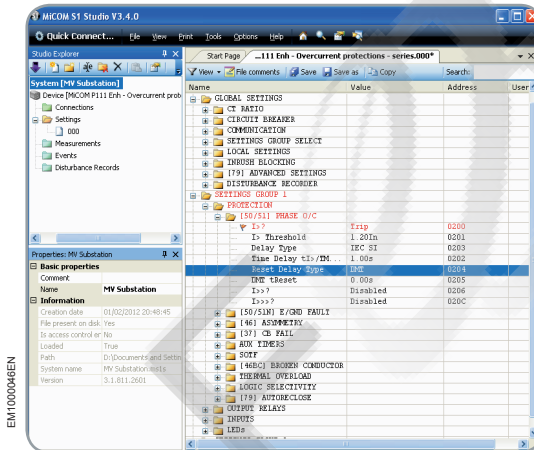 MiCOM S1 Studio V3.4.0
Quick Connect... File View Print Tools Options Help
Studio Explorer
System [MV Substation]
Device [MiCOM P111 Enh - Overcurrent prot
Connections
Settings
000
Measurements
Events
Disturbance Records
Properties: MV Substation
Basic properties
Comment
Name MV Substation
Information
Creation date 01/02/2012 20:48:45
File present on disk Yes
Is access control er No
Loaded True
Path D:\Documents and Settin
System name MV Substation
Version 3.1.811.2601
Start Page ...111 Enh - Overcurrent protections - series.000*
View File comments Save Save as Copy Search:
Name Value Address User
GLOBAL SETTINGS
CT RATIO
CIRCUIT BREAKER
COMMUNICATION
SETTINGS GROUP SELECT
LOCAL SETTINGS
INRUSH BLOCKING
[79] ADVANCED SETTINGS
DISTURBANCE RECORDER
SETTINGS GROUP 1
PROTECTION
[50/51] PHASE O/C
I>? Trip 0200
I> Threshold 1.20In 0201
Delay Type IEC SI 0203
Time Delay tI>/TM... 1.00s 0202
Reset Delay Type DMT 0204
DMT tReset 0.00s 0205
I>>? Disabled 0206
I>>>? Disabled 020C
[50/51N] E/GND FAULT
[46] ASYMMETRY
[37] CB FAIL
AUX TIMERS
SOTF
[46BC] BROKEN CONDUCTOR
THERMAL OVERLOAD
LOGIC SELECTIVITY
[79] AUTORECLOSE
OUTPUT RELAYS
INPUTS
LEDs
EM1000046EN